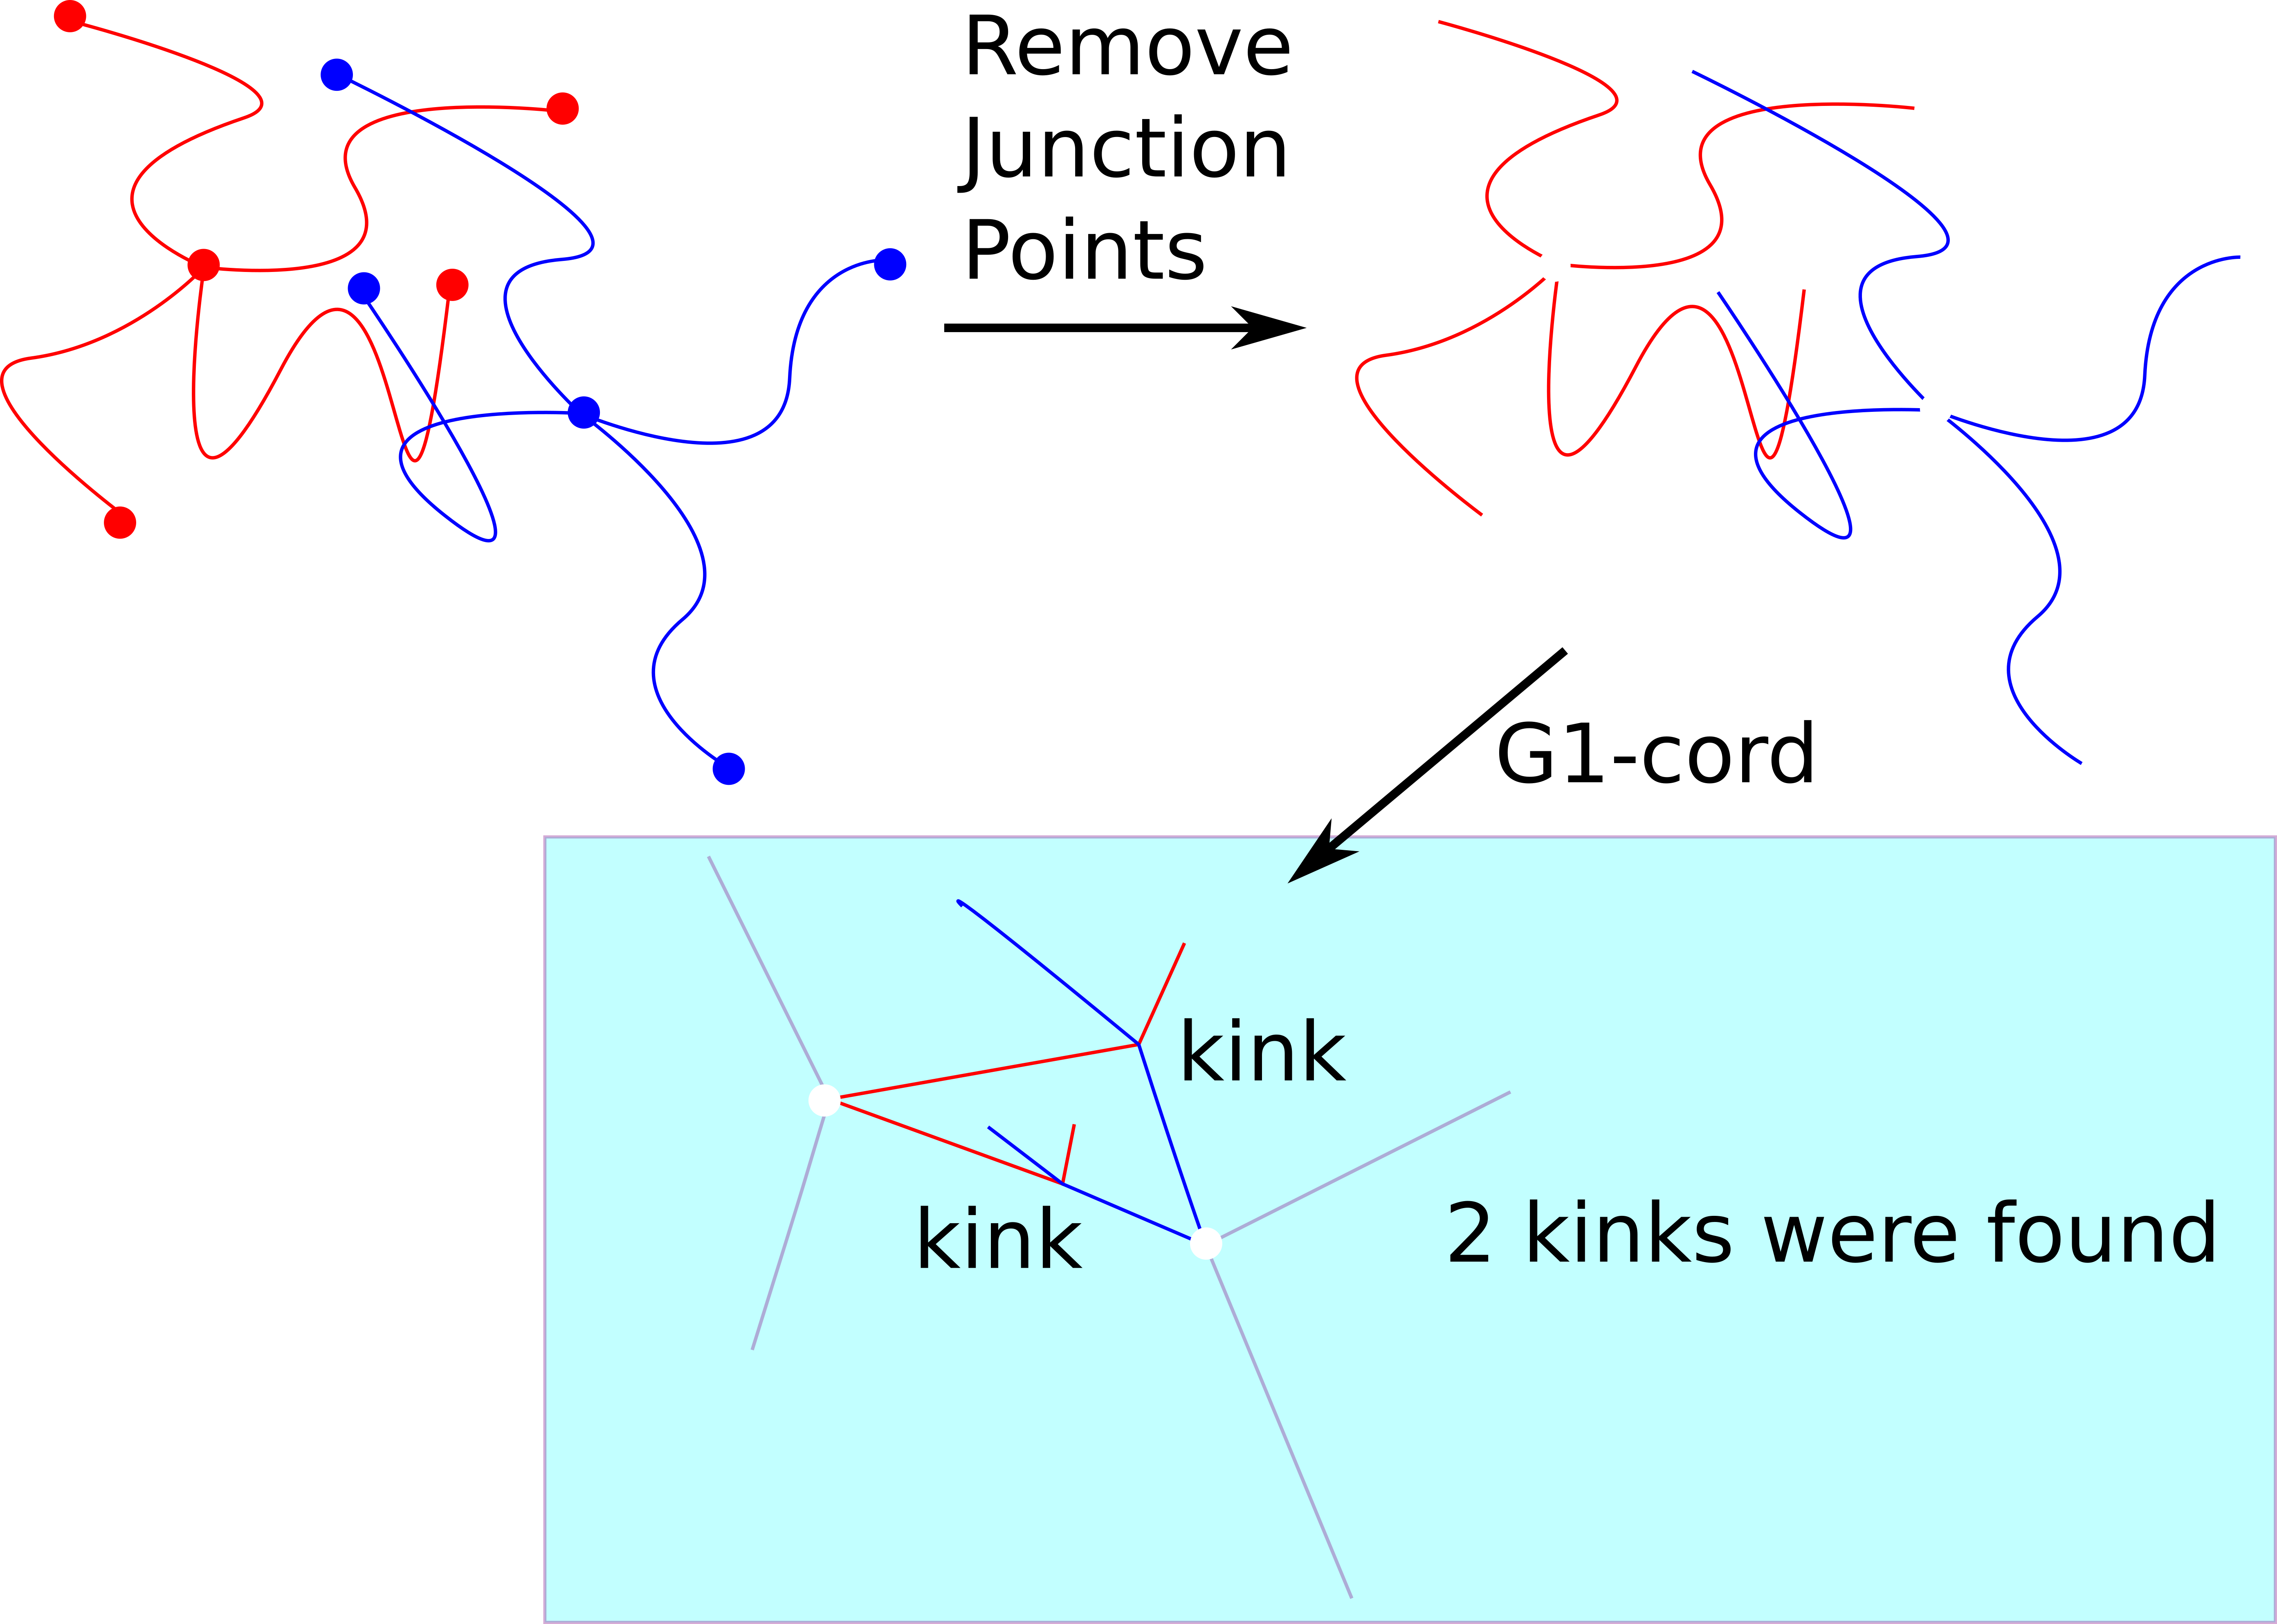 Remove
Junction
Points
G1-cord
kink
kink
2 kinks were found